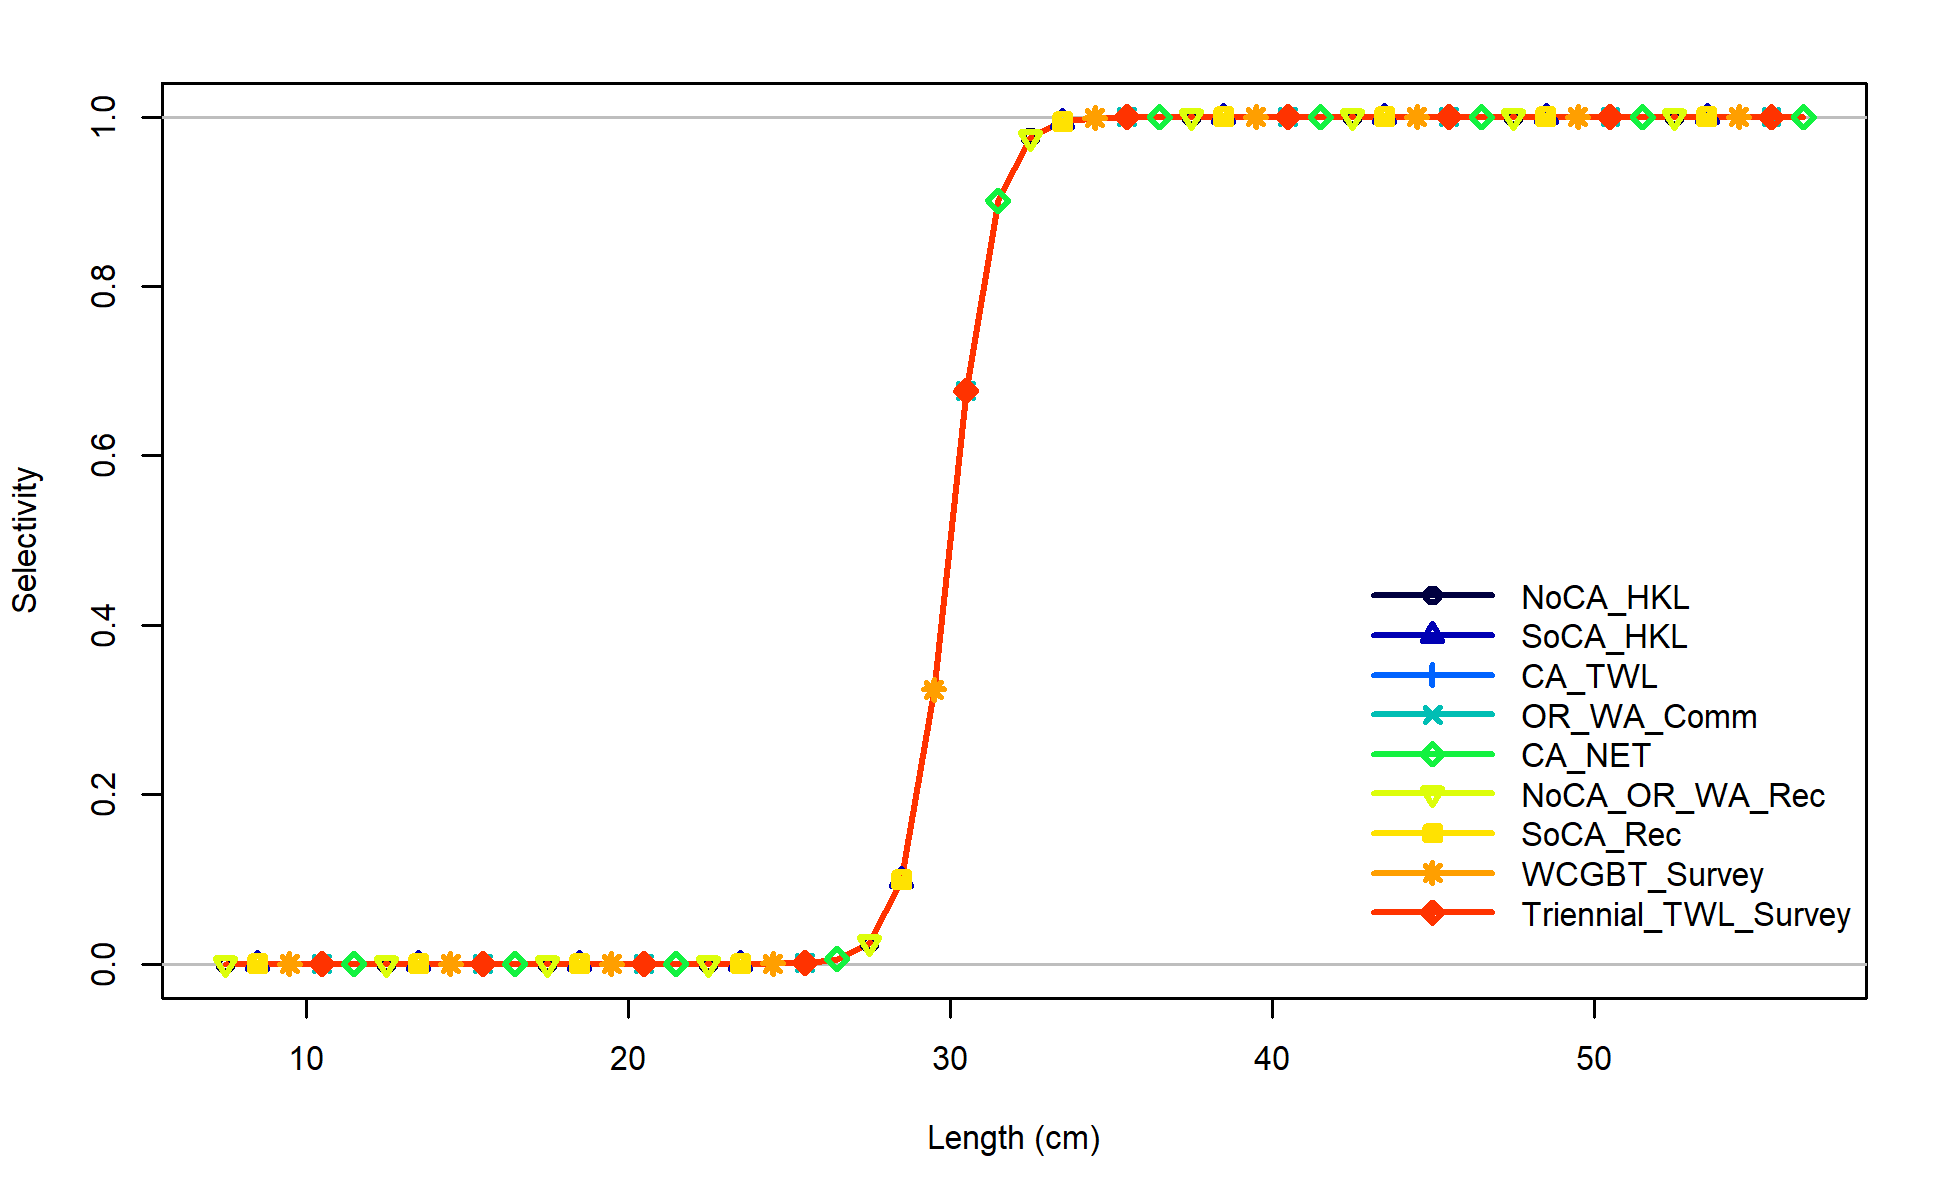 1.0
0.8
0.6
0.4
0.2
0.0
Selectivity
NoCA_HKL
SoCA_HKL
CA_TWL
OR_WA_Comm
CA_NET
NoCA_OR_WA_Rec
SoCA_Rec
WCGBT_Survey
Triennial_TWL_Survey
10 20 30 40 50
Length (cm)